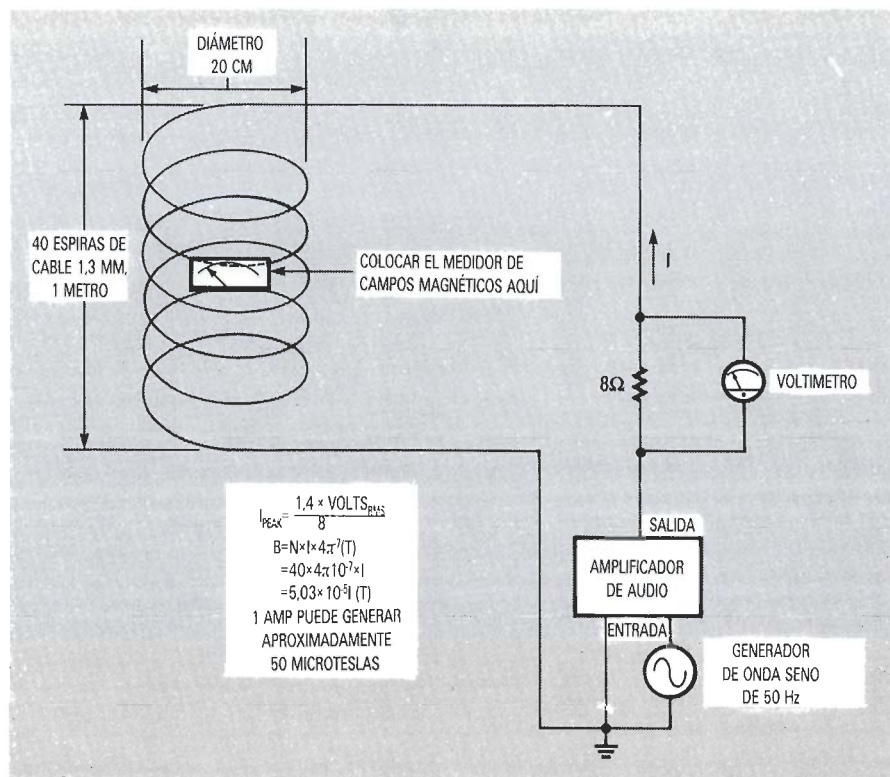 DIÁMETRO
20 CM
40 ESPIRAS DE
CABLE 1,3 MM,
1 METRO
COLOCAR EL MEDIDOR DE
CAMPOS MAGNÉTICOS AQUÍ
I
8Ω
VOLTIMETRO
I_PEAK = 1,4 × VOLTS_RMS
8
B=N×I×4π⁷(T)
=40×4π10⁻⁷×I
=5,03×10⁻⁵I (T)
1 AMP PUEDE GENERAR
APROXIMADAMENTE
50 MICROTESLAS
SALIDA
AMPLIFICADOR
DE AUDIO
ENTRADA
GENERADOR
DE ONDA SENO
DE 50 Hz